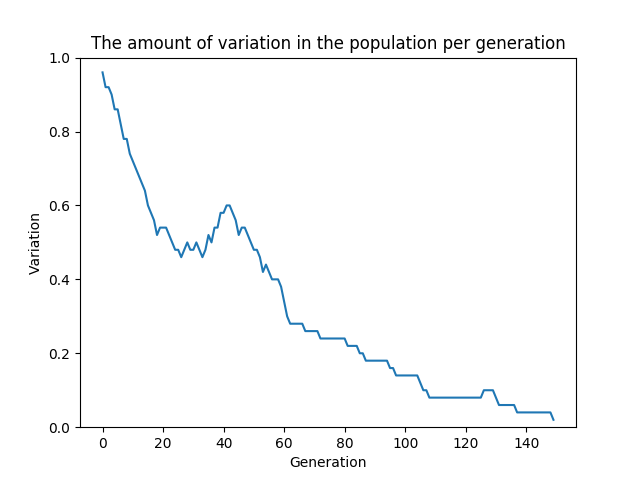 The amount of variation in the population per generation
1.0
0.8
0.6
0.4
0.2
0.0
Variation
0 20 40 60 80 100 120 140
Generation